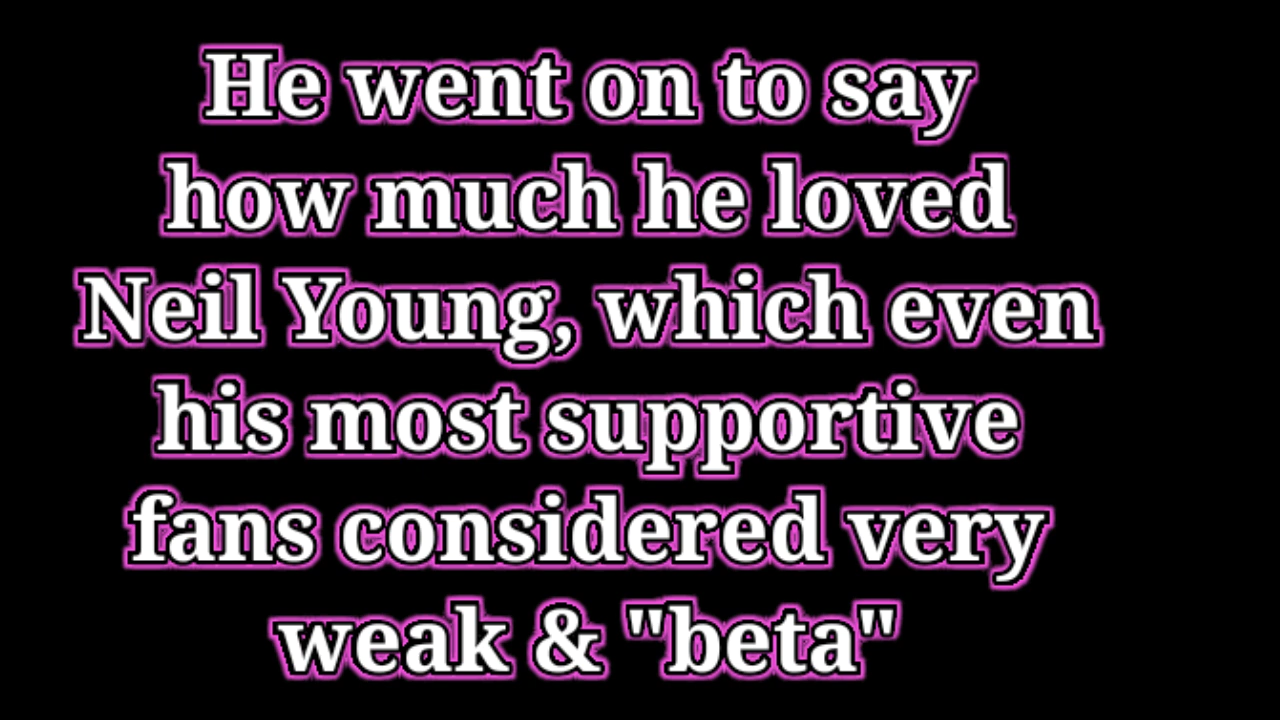 He went on to say
how much he loved
Neil Young, which even
his most supportive
fans considered very
weak & "beta"